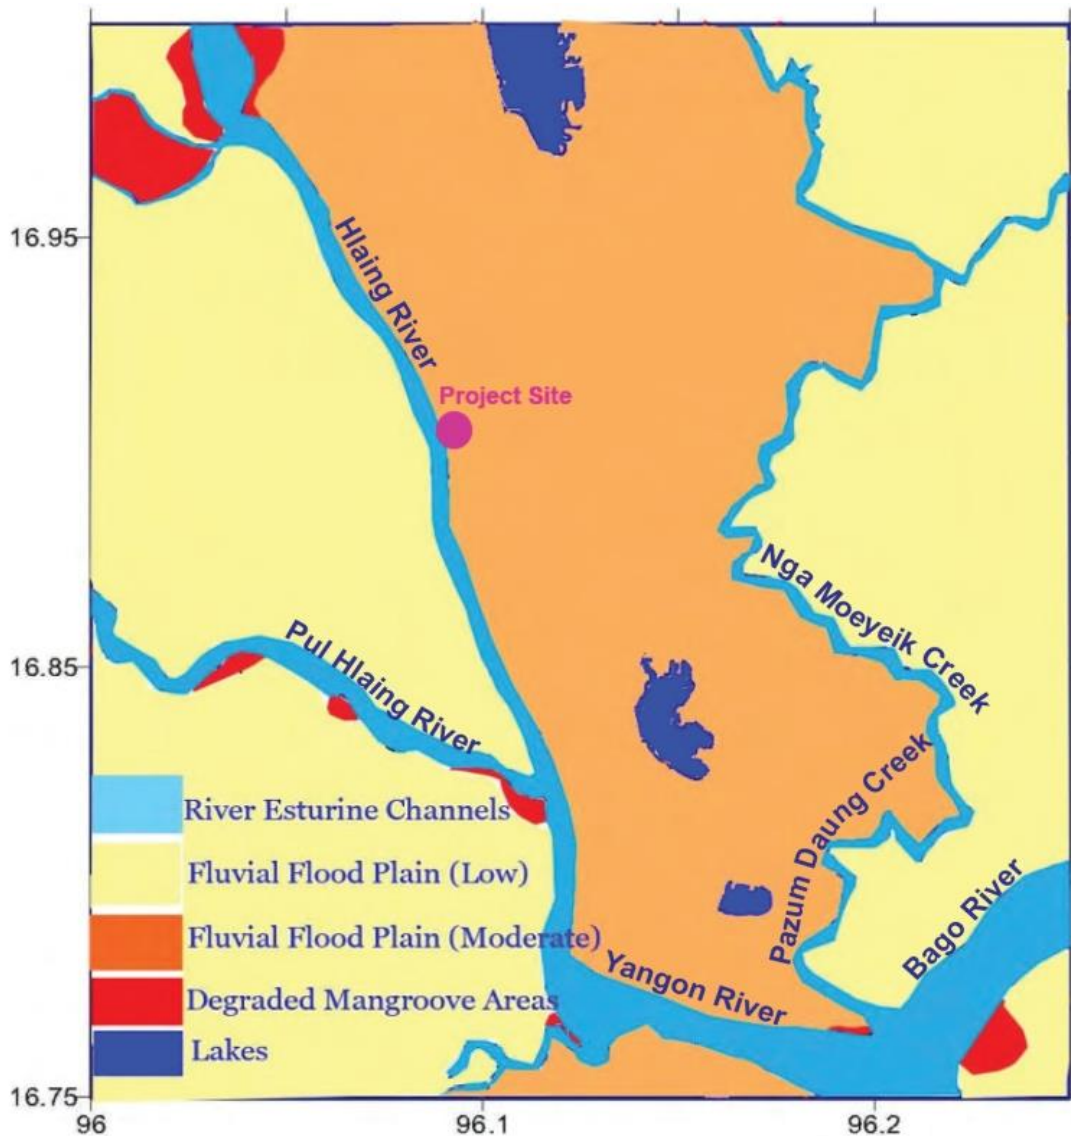 16.95
Hlaing River
Project Site
Nga Moeyeik Creek
16.85
Pul Hlaing River
Pazum Daung Creek
River Esturine Channels
Fluvial Flood Plain (Low)
Bago River
Fluvial Flood Plain (Moderate)
Yangon River
Degraded Mangroove Areas
Lakes
16.75
96
96.1
96.2